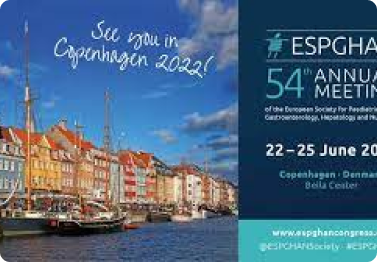 See you in
Copenhagen 2022!
ESPGHAN
54th ANNUAL
MEETIN
of the European Society for Paediatric
Gastroenterology, Hepatology and Nu
22–25 June 20
Copenhagen · Denmar
Bella Center
www.espghancongress.
@ESPGHANSociety · #ESPGH